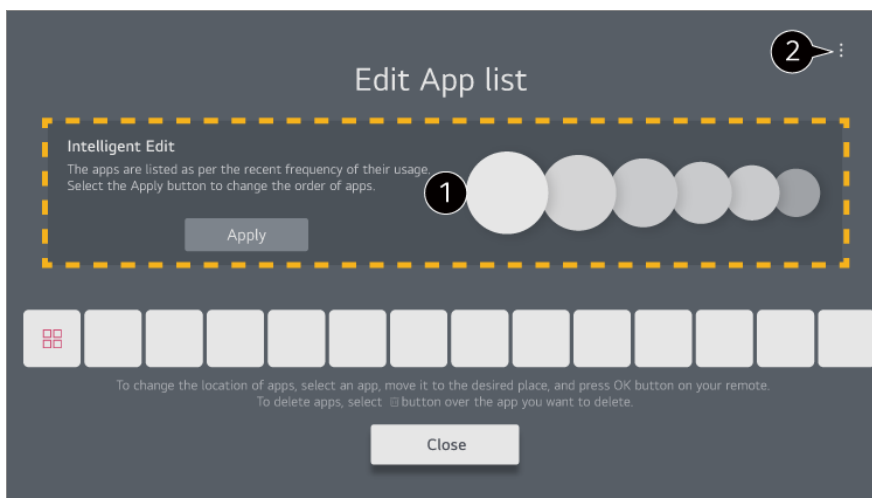 2
Edit App list
Intelligent Edit
The apps are listed as per the recent frequency of their usage.
Select the Apply button to change the order of apps.
1
Apply
To change the location of apps, select an app, move it to the desired place, and press OK button on your remote.
To delete apps, select button over the app you want to delete.
Close